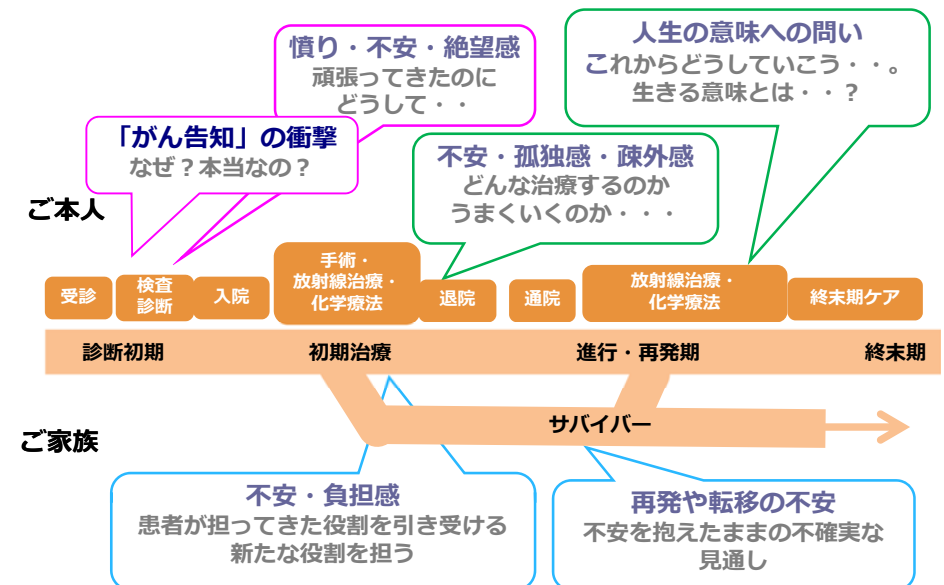 憤り・不安・絶望感
頑張ってきたのに
どうして・・
人生の意味への問い
これからどうしていこう・・。
生きる意味とは・・？
「がん告知」の衝撃
なぜ？本当なの？
不安・孤独感・疎外感
どんな治療するのか
うまくいくのか・・・
ご本人
受診
検査
診断
入院
手術・
放射線治療・
化学療法
退院
通院
放射線治療・
化学療法
終末期ケア
診断初期
初期治療
進行・再発期
終末期
サバイバー
ご家族
不安・負担感
患者が担ってきた役割を引き受ける
新たな役割を担う
再発や転移の不安
不安を抱えたままの不確実な
見通し